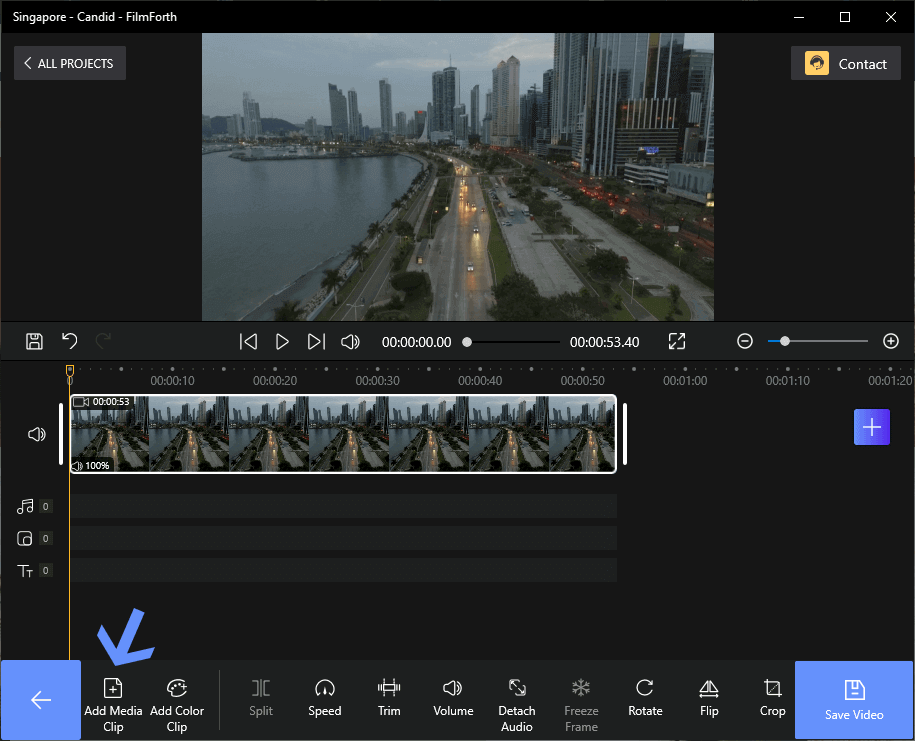 Singapore - Candid - FilmForth
ALL PROJECTS
Contact
00:00:00.00
00:00:53.40
0
00:00:10
00:00:20
00:00:30
00:00:40
00:00:50
00:01:00
00:01:10
00:01:20
00:00:53
100%
0
0
TT 0
Add Media
Clip
Add Color
Clip
Split
Speed
Trim
Volume
Detach
Audio
Freeze
Frame
Rotate
Flip
Crop
Save Video